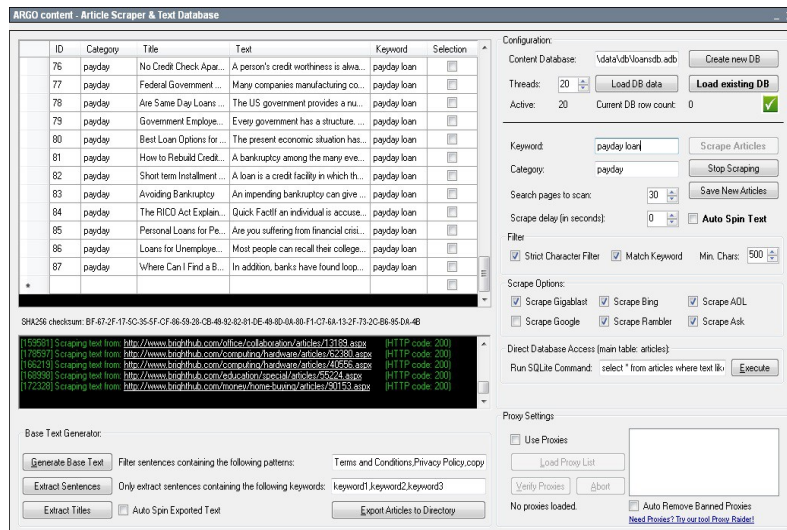 ARGO content - Article Scraper & Text Database
ID Category Title Text Keyword Selection
76 payday No Credit Check Apar... A person's credit worthiness is alwa... payday loan
77 payday Federal Government ... Many companies manufacturing co... payday loan
78 payday Are Same Day Loans ... The US government provides a nu... payday loan
79 payday Government Employe... Every government has a structure. ... payday loan
80 payday Best Loan Options for ... The present economic situation has... payday loan
81 payday How to Rebuild Credit... A bankruptcy among the many eve... payday loan
82 payday Short term Installment ... A loan is a credit facility in which th... payday loan
83 payday Avoiding Bankruptcy An impending bankruptcy can give ... payday loan
84 payday The RICO Act Explain... Quick FactIf an individual is accuse... payday loan
85 payday Personal Loans for Pe... Are you suffering from financial crisi... payday loan
86 payday Loans for Unemploye... Most people can recall their college... payday loan
87 payday Where Can I Find a B... In addition, banks have found loop... payday loan
*
SHA256 checksum: BF-67-2F-17-5C-35-5F-CF-86-59-28-CB-49-92-82-81-DE-49-8D-0A-80-F1-C7-6A-13-2F-73-2C-B6-95-DA-4B
[159581] Scraping text from: http://www.brighthub.com/office/collaboration/articles/13189.aspx (HTTP code: 200)
[178597] Scraping text from: http://www.brighthub.com/computing/hardware/articles/62380.aspx (HTTP code: 200)
[166219] Scraping text from: http://www.brighthub.com/computing/hardware/articles/40556.aspx (HTTP code: 200)
[168998] Scraping text from: http://www.brighthub.com/education/special/articles/55224.aspx (HTTP code: 200)
[172328] Scraping text from: http://www.brighthub.com/money/home-buying/articles/90153.aspx (HTTP code: 200)
Base Text Generator:
Generate Base Text Filter sentences containing the following patterns: Terms and Conditions,Privacy Policy,copy
Extract Sentences Only extract sentences containing the following keywords: keyword1,keyword2,keyword3
Extract Titles Auto Spin Exported Text Export Articles to Directory
Configuration:
Content Database: \data\db\loansdb.adb Create new DB
Threads: 20 Load DB data Load existing DB
Active: 20 Current DB row count: 0
Keyword: payday loan Scrape Articles
Category: payday Stop Scraping
Search pages to scan: 30 Save New Articles
Scrape delay (in seconds): 0 Auto Spin Text
Filter
Strict Character Filter Match Keyword Min. Chars: 500
Scrape Options:
Scrape Gigablast Scrape Bing Scrape AOL
Scrape Google Scrape Rambler Scrape Ask
Direct Database Access (main table: articles):
Run SQLite Command: select * from articles where text lik Execute
Proxy Settings
Use Proxies
Load Proxy List
Verify Proxies Abort
No proxies loaded. Auto Remove Banned Proxies
Need Proxies? Try our tool Proxy Raider!